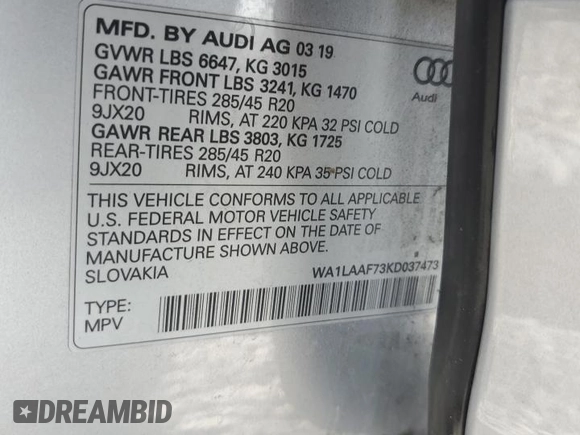 MFD. BY AUDI AG 03 19
GVWR LBS 6647, KG 3015
GAWR FRONT LBS 3241, KG 1470
FRONT-TIRES 285/45 R20
9JX20 RIMS, AT 220 KPA 32 PSI COLD
GAWR REAR LBS 3803, KG 1725
REAR-TIRES 285/45 R20
9JX20 RIMS, AT 240 KPA 35 PSI COLD
Audi
THIS VEHICLE CONFORMS TO ALL APPLICABLE
U.S. FEDERAL MOTOR VEHICLE SAFETY
STANDARDS IN EFFECT ON THE DATE OF
MANUFACTURE SHOWN ABOVE.
SLOVAKIA WA1LAAF73KD037473
TYPE:
MPV
DREAMBID